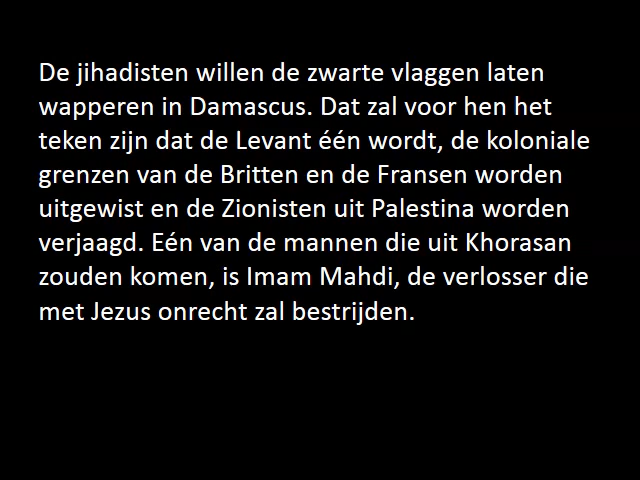 De jihadisten willen de zwarte vlaggen laten
wapperen in Damascus. Dat zal voor hen het
teken zijn dat de Levant één wordt, de koloniale
grenzen van de Britten en de Fransen worden
uitgewist en de Zionisten uit Palestina worden
verjaagd. Eén van de mannen die uit Khorasan
zouden komen, is Imam Mahdi, de verlosser die
met Jezus onrecht zal bestrijden.